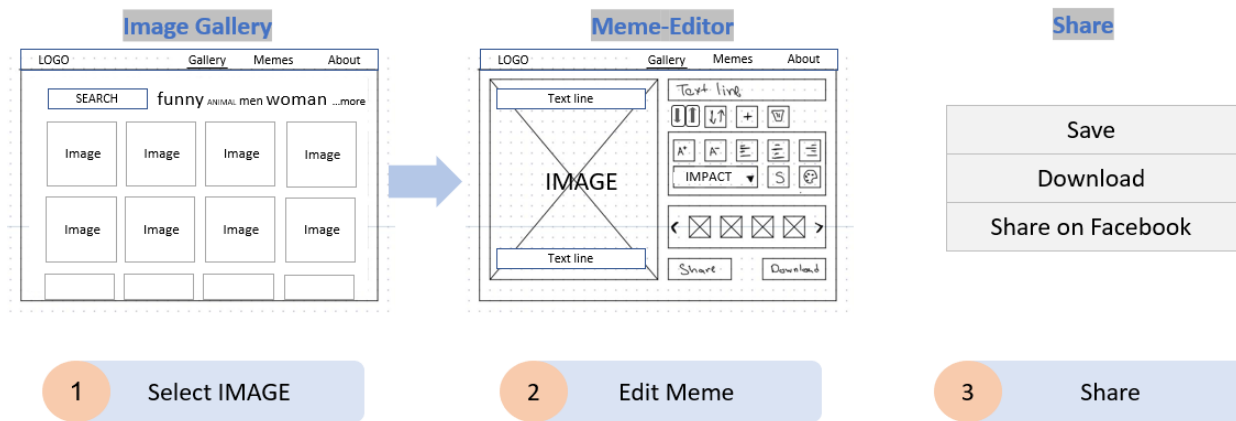 Image Gallery
LOGO Gallery Memes About
SEARCH funny ANIMAL men woman ...more
Image Image Image Image
Image Image Image Image
1 Select IMAGE
Meme-Editor
LOGO Gallery Memes About
Text line
IMAGE
Text line
Text line
A+ A-
IMPACT S
Share Download
2 Edit Meme
Share
Save
Download
Share on Facebook
3 Share